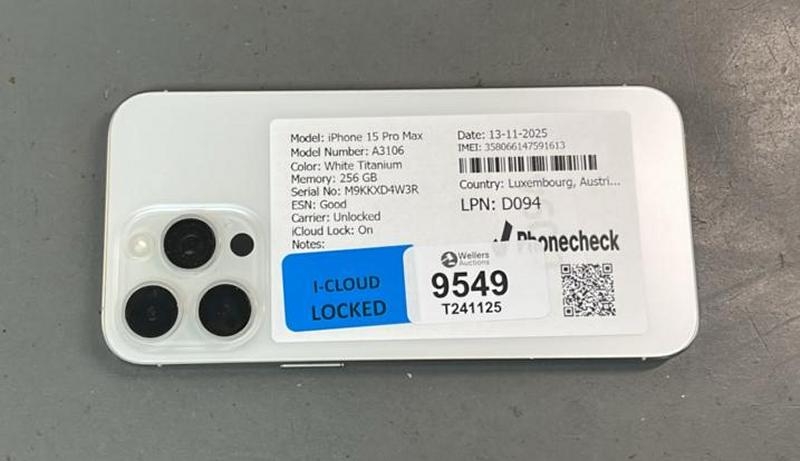 Model: iPhone 15 Pro Max
Model Number: A3106
Color: White Titanium
Memory: 256 GB
Serial No: M9KKXD4W3R
ESN: Good
Carrier: Unlocked
iCloud Lock: On
Notes:
Date: 13-11-2025
IMEI: 358066147591613
Country: Luxembourg, Austri...
LPN: D094
Phonecheck
I-CLOUD
LOCKED
Wellers
Auctions
9549
T241125